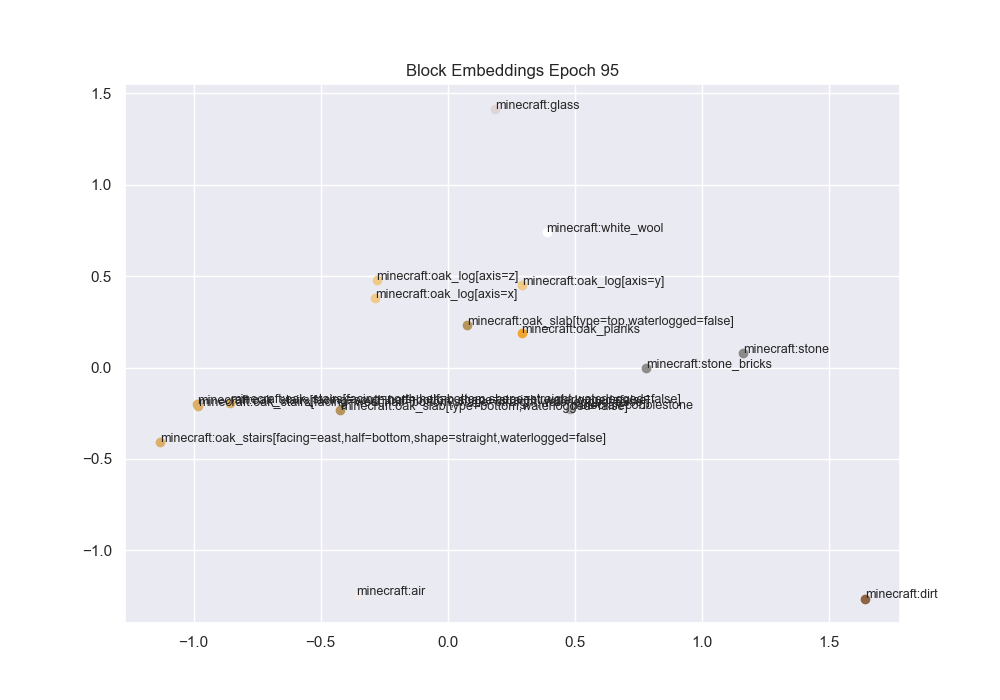 Block Embeddings Epoch 95
1.5
minecraft:glass
1.0
minecraft:white_wool
0.5
minecraft:oak_log[axis=z]
minecraft:oak_log[axis=y]
minecraft:oak_log[axis=x]
minecraft:oak_slab[type=top,waterlogged=false]
minecraft:oak_planks
minecraft:stone
minecraft:stone_bricks
0.0
minecraft:oak_slab[type=bottom,waterlogged=false]
minecraft:oak_stairs[facing=east,half=bottom,shape=straight,waterlogged=false]
−0.5
−1.0
minecraft:air
minecraft:dirt
−1.0
−0.5
0.0
0.5
1.0
1.5